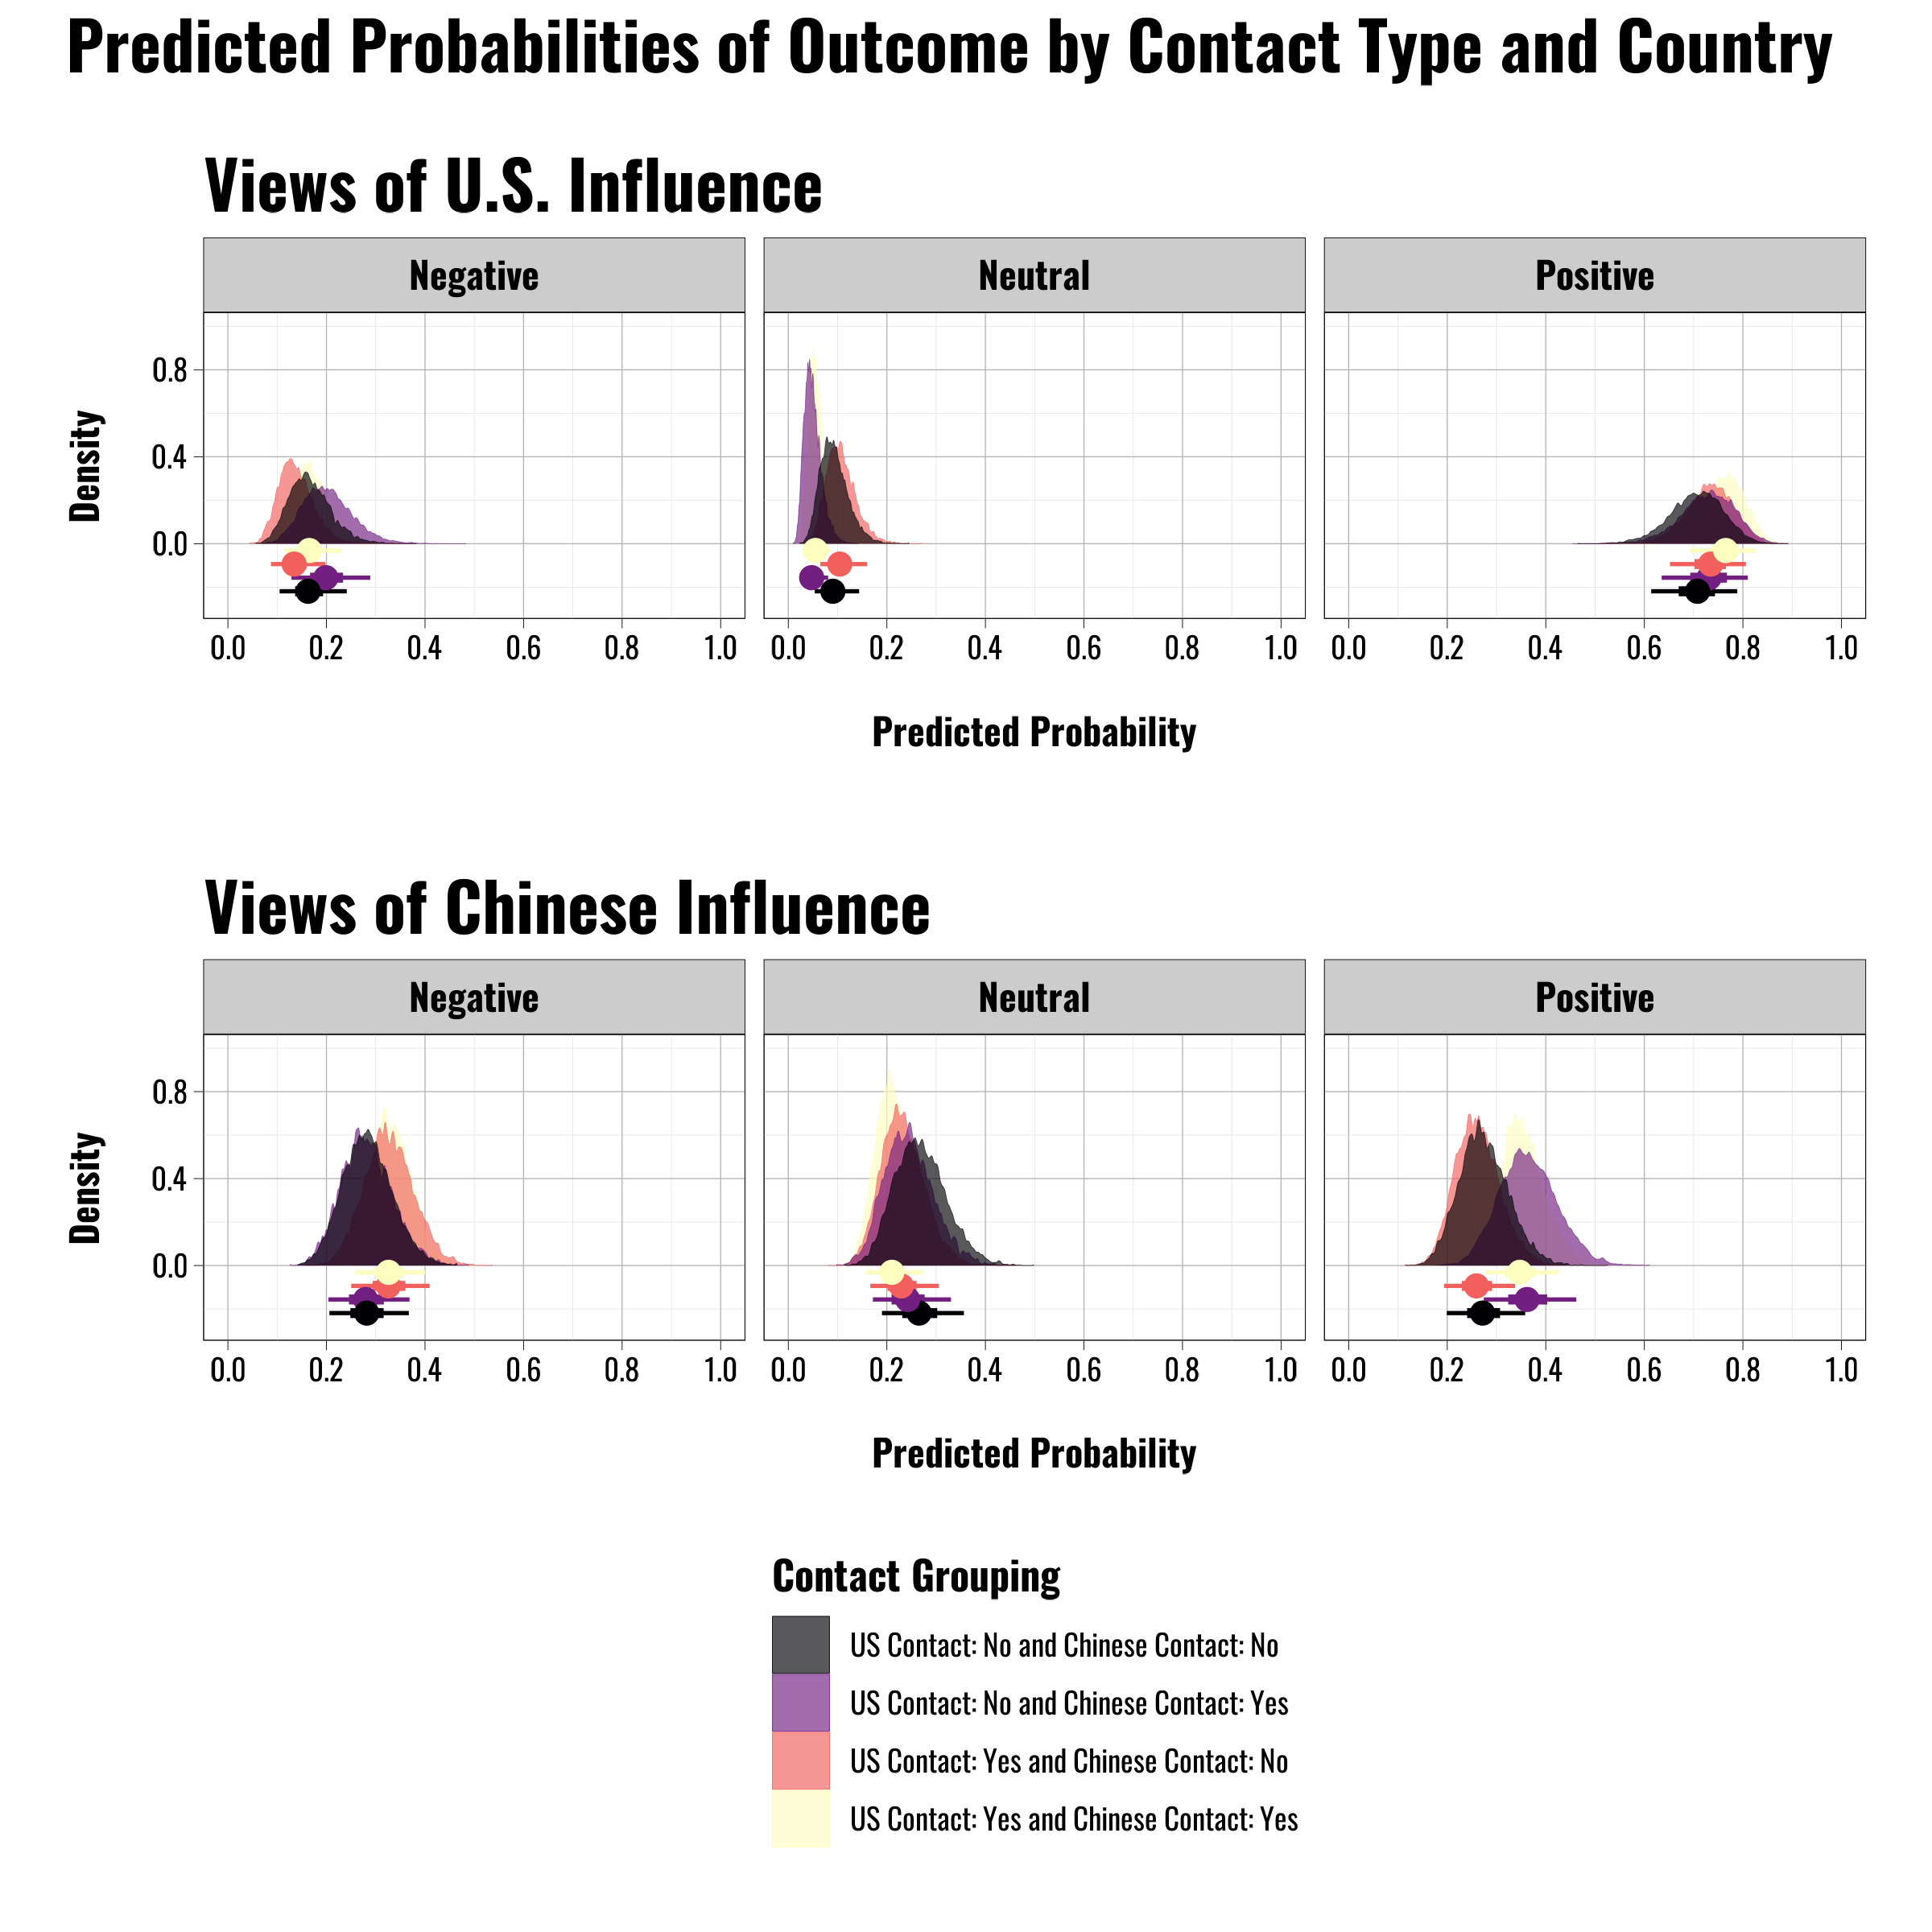 Predicted Probabilities of Outcome by Contact Type and Country
Views of U.S. Influence
Negative Neutral Positive
0.8
0.4
0.0
Density
0.0 0.2 0.4 0.6 0.8 1.0 0.0 0.2 0.4 0.6 0.8 1.0 0.0 0.2 0.4 0.6 0.8 1.0
Predicted Probability
Views of Chinese Influence
Negative Neutral Positive
0.8
0.4
0.0
Density
0.0 0.2 0.4 0.6 0.8 1.0 0.0 0.2 0.4 0.6 0.8 1.0 0.0 0.2 0.4 0.6 0.8 1.0
Predicted Probability
Contact Grouping
US Contact: No and Chinese Contact: No
US Contact: No and Chinese Contact: Yes
US Contact: Yes and Chinese Contact: No
US Contact: Yes and Chinese Contact: Yes